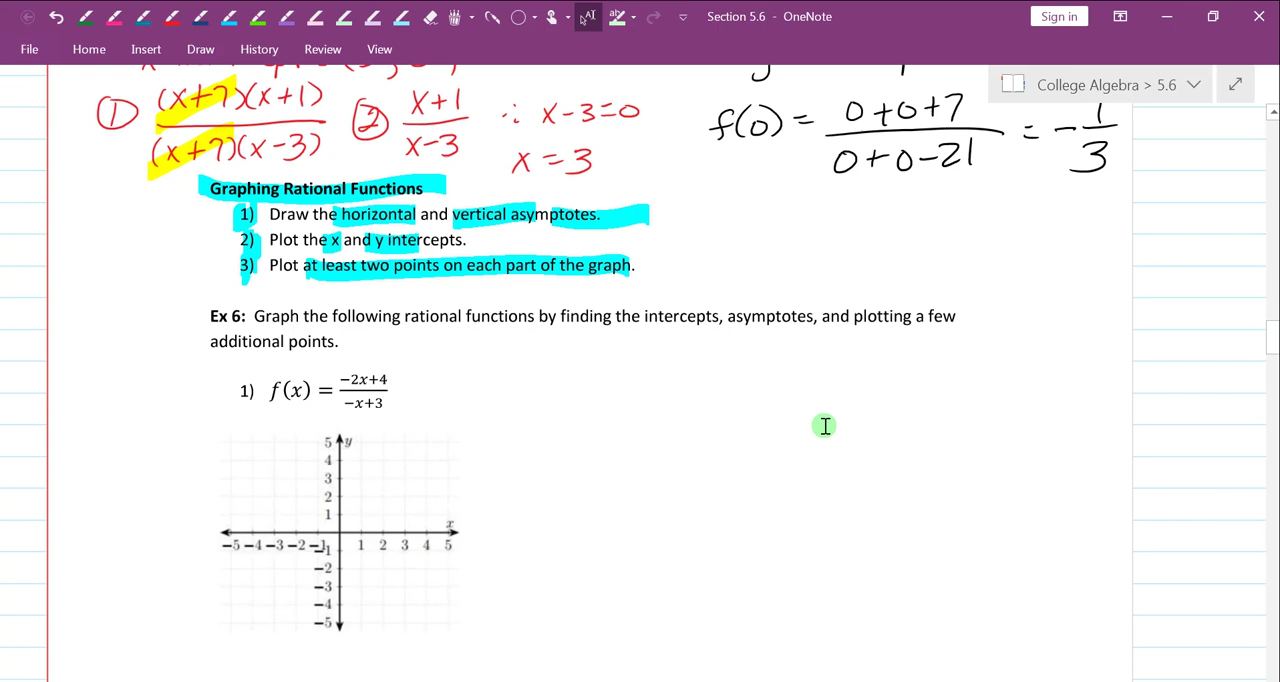 Section 5.6 - OneNote
Sign in
File Home Insert Draw History Review View
College Algebra > 5.6
① (x+7)(x+1) / (x+7)(x-3) ② x+1 / x-3 ∴ x-3=0
x=3
f(0) = 0+0+7 / 0+0-21 = -1/3
Graphing Rational Functions
1) Draw the horizontal and vertical asymptotes.
2) Plot the x and y intercepts.
3) Plot at least two points on each part of the graph.
Ex 6: Graph the following rational functions by finding the intercepts, asymptotes, and plotting a few
additional points.
1) f(x) = −2x+4 / −x+3
5 y
4
3
2
1
x
−5 −4 −3 −2 −1 1 2 3 4 5
−1
−2
−3
−4
−5